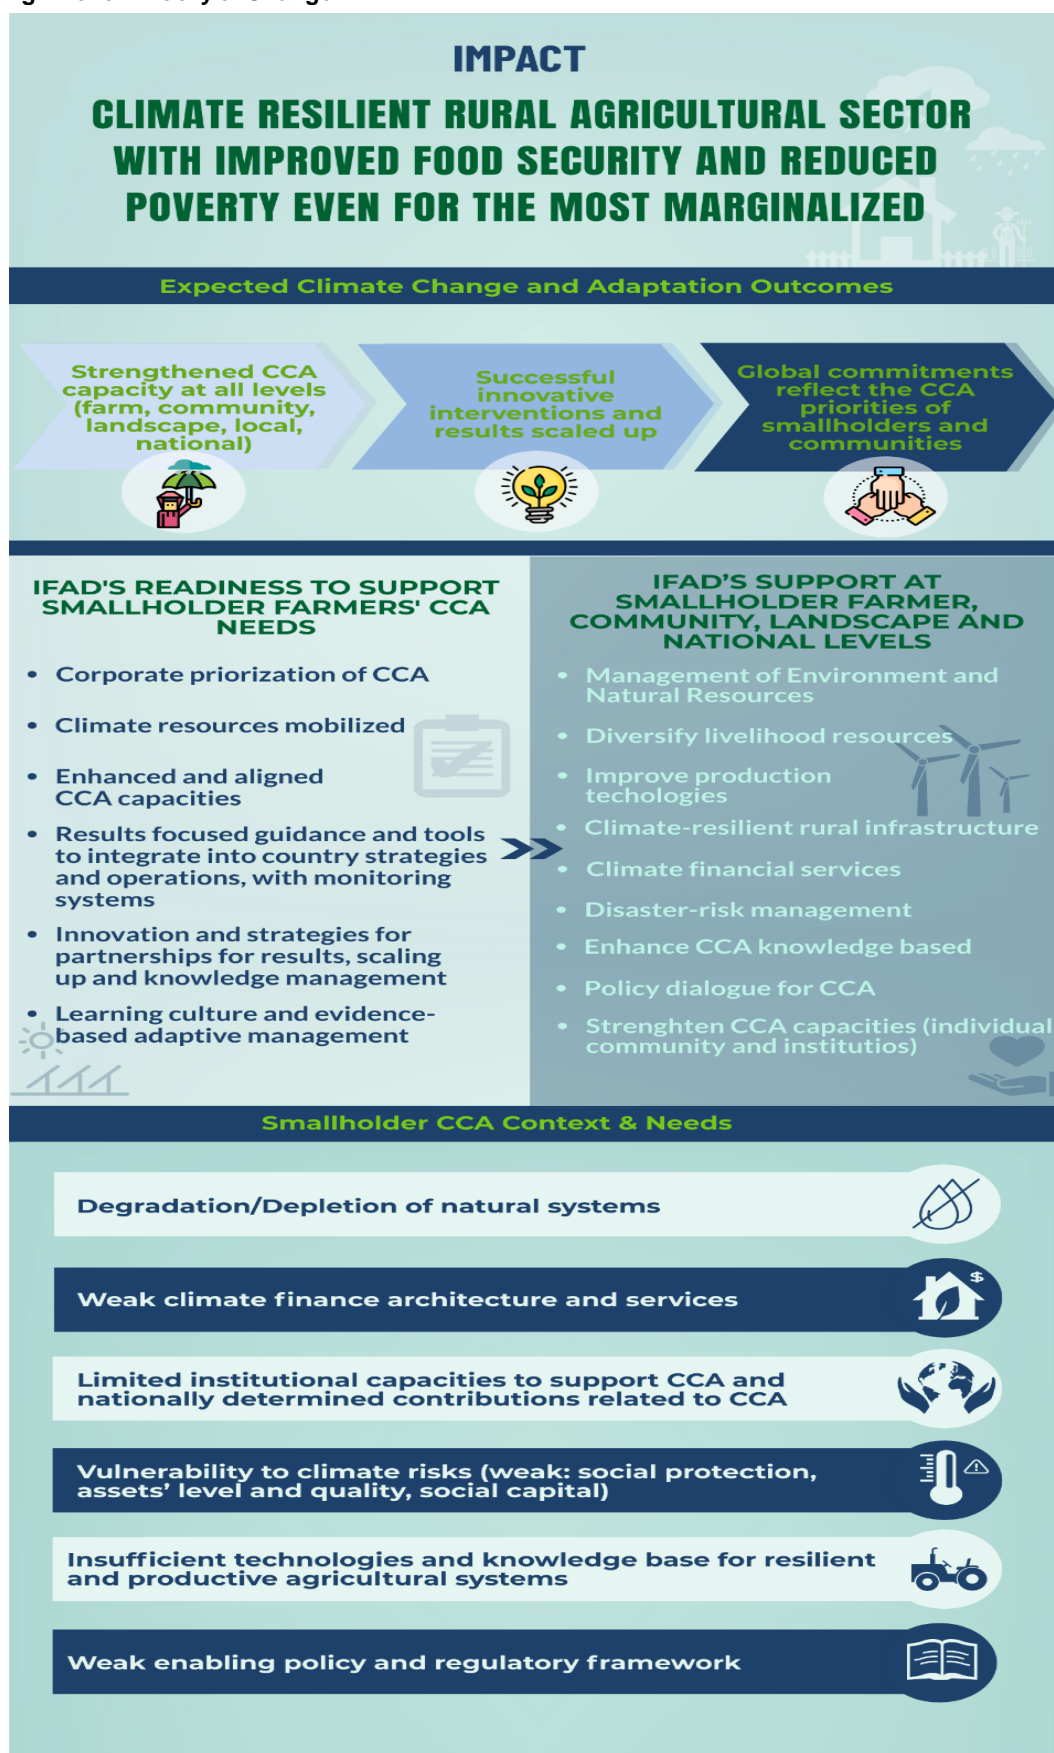 IMPACT
CLIMATE RESILIENT RURAL AGRICULTURAL SECTOR
WITH IMPROVED FOOD SECURITY AND REDUCED
POVERTY EVEN FOR THE MOST MARGINALIZED
Expected Climate Change and Adaptation Outcomes
Strengthened CCA
capacity at all levels
(farm, community,
landscape, local,
national)
Successful
innovative
interventions and
results scaled up
Global commitments
reflect the CCA
priorities of
smallholders and
communities
IFAD'S READINESS TO SUPPORT
SMALLHOLDER FARMERS' CCA
NEEDS
• Corporate priorization of CCA
• Climate resources mobilized
• Enhanced and aligned
CCA capacities
• Results focused guidance and tools
to integrate into country strategies
and operations, with monitoring
systems
• Innovation and strategies for
partnerships for results, scaling
up and knowledge management
• Learning culture and evidence-
based adaptive management
IFAD’S SUPPORT AT
SMALLHOLDER FARMER,
COMMUNITY, LANDSCAPE AND
NATIONAL LEVELS
• Management of Environment and
Natural Resources
• Diversify livelihood resources
• Improve production
techologies
• Climate-resilient rural infrastructure
• Climate financial services
• Disaster-risk management
• Enhance CCA knowledge based
• Policy dialogue for CCA
• Strenghten CCA capacities (individual
community and institutios)
Smallholder CCA Context & Needs
Degradation/Depletion of natural systems
Weak climate finance architecture and services
$
Limited institutional capacities to support CCA and
nationally determined contributions related to CCA
Vulnerability to climate risks (weak: social protection,
assets’ level and quality, social capital)
Insufficient technologies and knowledge base for resilient
and productive agricultural systems
Weak enabling policy and regulatory framework